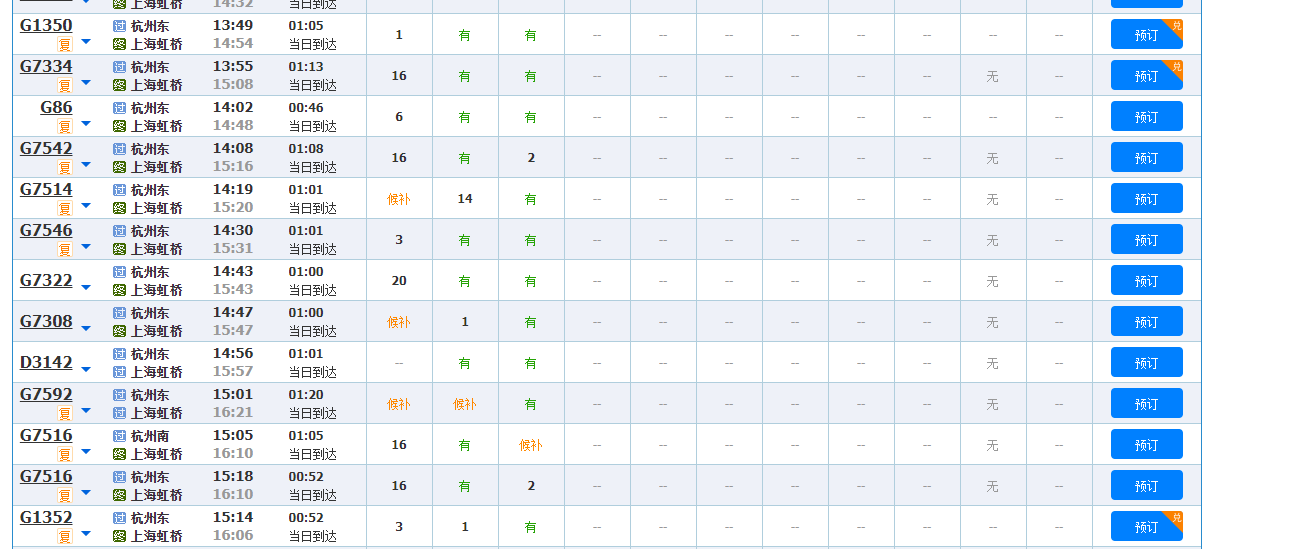 终 上海虹桥 14:32 当日到达
G1350 过 杭州东 13:49 01:05
1 有 有 -- -- -- -- -- -- -- -- 预订 兑
复 终 上海虹桥 14:54 当日到达
G7334 过 杭州东 13:55 01:13
16 有 有 -- -- -- -- -- -- 无 -- 预订 兑
复 终 上海虹桥 15:08 当日到达
G86 过 杭州东 14:02 00:46
6 有 有 -- -- -- -- -- -- -- -- 预订
复 终 上海虹桥 14:48 当日到达
G7542 过 杭州东 14:08 01:08
16 有 2 -- -- -- -- -- -- 无 -- 预订
复 终 上海虹桥 15:16 当日到达
G7514 过 杭州东 14:19 01:01
候补 14 有 -- -- -- -- -- -- 无 -- 预订
复 终 上海虹桥 15:20 当日到达
G7546 过 杭州东 14:30 01:01
3 有 有 -- -- -- -- -- -- 无 -- 预订
复 终 上海虹桥 15:31 当日到达
过 杭州东 14:43 01:00
G7322 20 有 有 -- -- -- -- -- -- 无 -- 预订
终 上海虹桥 15:43 当日到达
过 杭州东 14:47 01:00
G7308 候补 1 有 -- -- -- -- -- -- 无 -- 预订
终 上海虹桥 15:47 当日到达
过 杭州东 14:56 01:01
D3142 -- 有 有 -- -- -- -- -- -- 无 -- 预订
过 上海虹桥 15:57 当日到达
G7592 过 杭州东 15:01 01:20
候补 候补 有 -- -- -- -- -- -- 无 -- 预订
复 过 上海虹桥 16:21 当日到达
G7516 过 杭州南 15:05 01:05
16 有 候补 -- -- -- -- -- -- 无 -- 预订
复 终 上海虹桥 16:10 当日到达
G7516 过 杭州东 15:18 00:52
16 有 2 -- -- -- -- -- -- 无 -- 预订
复 终 上海虹桥 16:10 当日到达
G1352 过 杭州东 15:14 00:52
3 1 有 -- -- -- -- -- -- -- -- 预订 兑
复 终 上海虹桥 16:06 当日到达